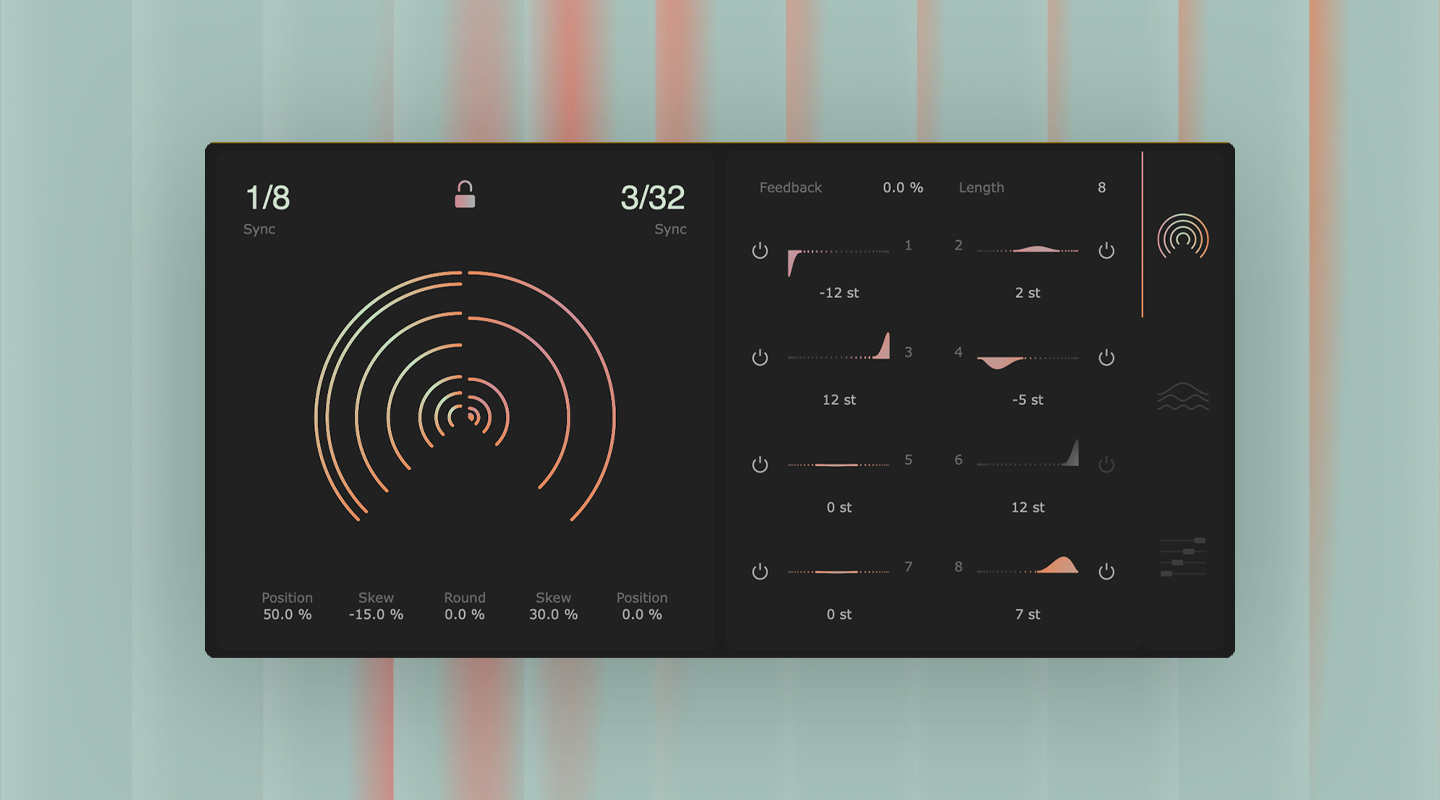 1/8 3/32
Sync Sync
Position Skew Round Skew Position
50.0 % -15.0 % 0.0 % 30.0 % 0.0 %
Feedback 0.0 % Length 8
1 2
-12 st 2 st
3 4
12 st -5 st
5 6
0 st 12 st
7 8
0 st 7 st